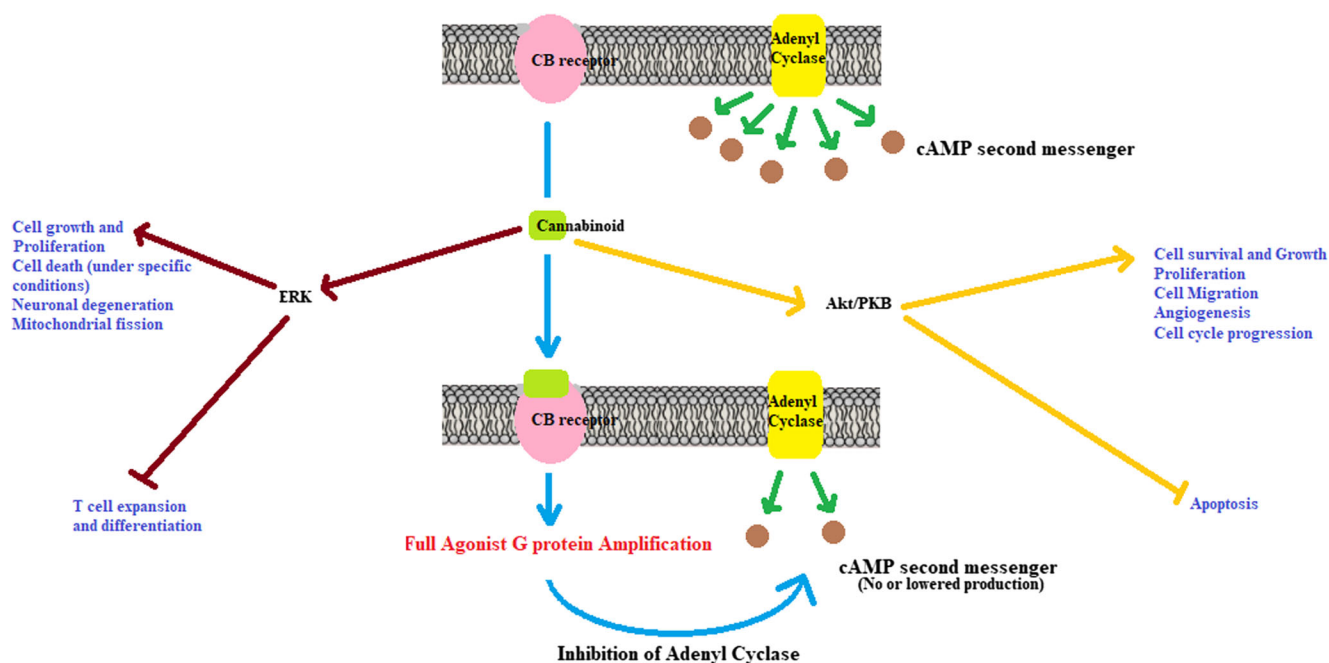 CB receptor
Adenyl
Cyclase
cAMP second messenger
Cannabinoid
Cell growth and
Proliferation
Cell death (under specific
conditions)
Neuronal degeneration
Mitochondrial fission
ERK
Akt/PKB
Cell survival and Growth
Proliferation
Cell Migration
Angiogenesis
Cell cycle progression
CB receptor
Adenyl
Cyclase
T cell expansion
and differentiation
Apoptosis
Full Agonist G protein Amplification
cAMP second messenger
(No or lowered production)
Inhibition of Adenyl Cyclase